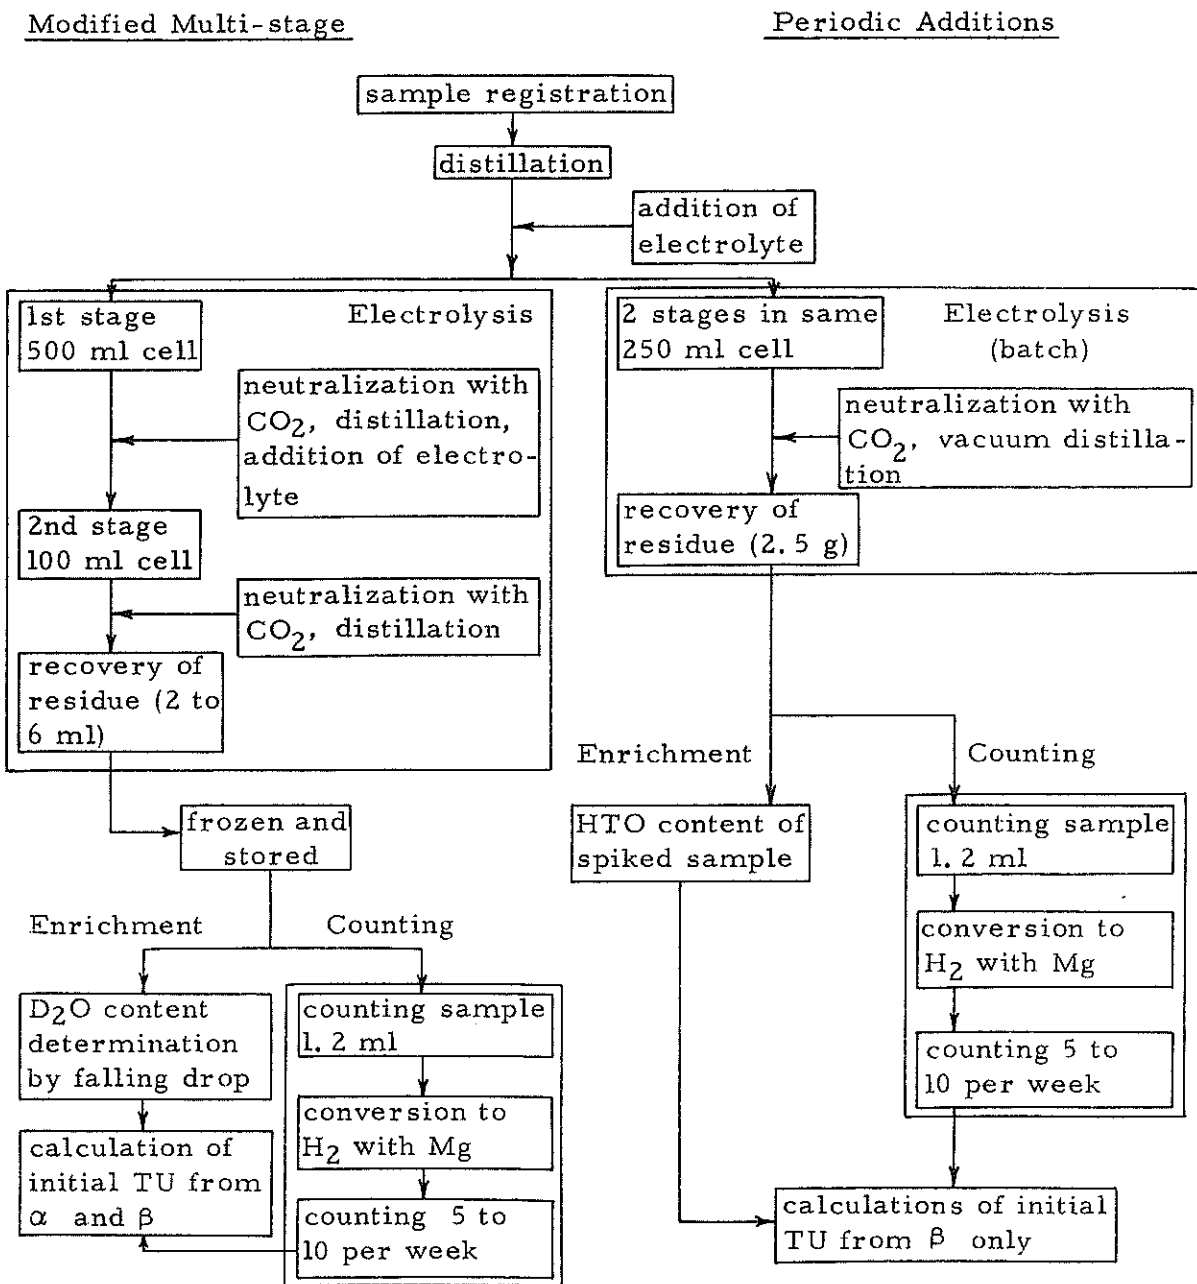 Modified Multi-stage
Periodic Additions
sample registration
distillation
addition of
electrolyte
1st stage
500 ml cell
Electrolysis
neutralization with
CO2, distillation,
addition of electro-
lyte
2nd stage
100 ml cell
neutralization with
CO2, distillation
recovery of
residue (2 to
6 ml)
frozen and
stored
Enrichment
Counting
D2O content
determination
by falling drop
calculation of
initial TU from
α and β
counting sample
1. 2 ml
conversion to
H2 with Mg
counting 5 to
10 per week
2 stages in same
250 ml cell
Electrolysis
(batch)
neutralization with
CO2, vacuum distilla-
tion
recovery of
residue (2. 5 g)
Enrichment
Counting
HTO content of
spiked sample
counting sample
1. 2 ml
conversion to
H2 with Mg
counting 5 to
10 per week
calculations of initial
TU from β only